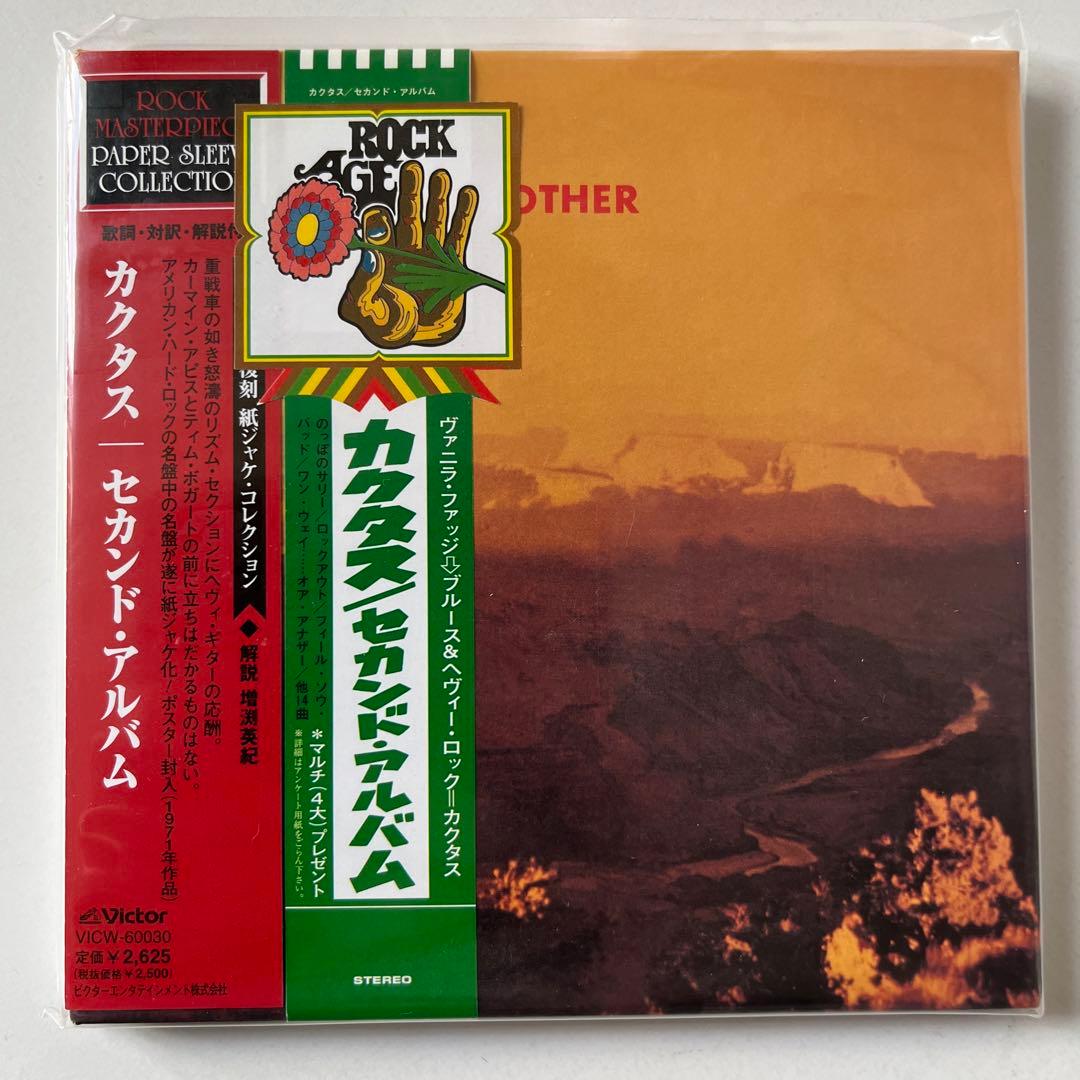 ROCK
MASTERPIEC
PAPER SLEEV
COLLECTIO
歌詞・対訳・解説付
カクタス|セカンド・アルバム
重戦車の如き怒濤のリズム・セクションにヘヴィ・ギターの応酬。
カーマイン・アピスとティム・ボガートの前に立ちはだかるものはない。
アメリカン・ハード・ロックの名盤中の名盤が遂に紙ジャケ化!ポスター封入(1971年作品)
復刻 紙ジャケ・コレクション
◆解説 増渕英紀
Victor
VICW-60030
定価¥2,625
(税抜価格¥2,500)
ビクターエンタテインメント株式会社
カクタス/セカンド・アルバム
ROCK
AGE
OTHER
ヴァニラ・ファッジ⇨ブルース&ヘヴィー・ロック=カクタス
カクタス/セカンド・アルバム
のっぽのサリー/ロックアウト/フィール・ソウ・
バッド/ワン・ウェイ……オア・アナザー/他14曲
*マルチ(4大)プレゼント
※詳細はアンケート用紙をごらん下さい。
STEREO